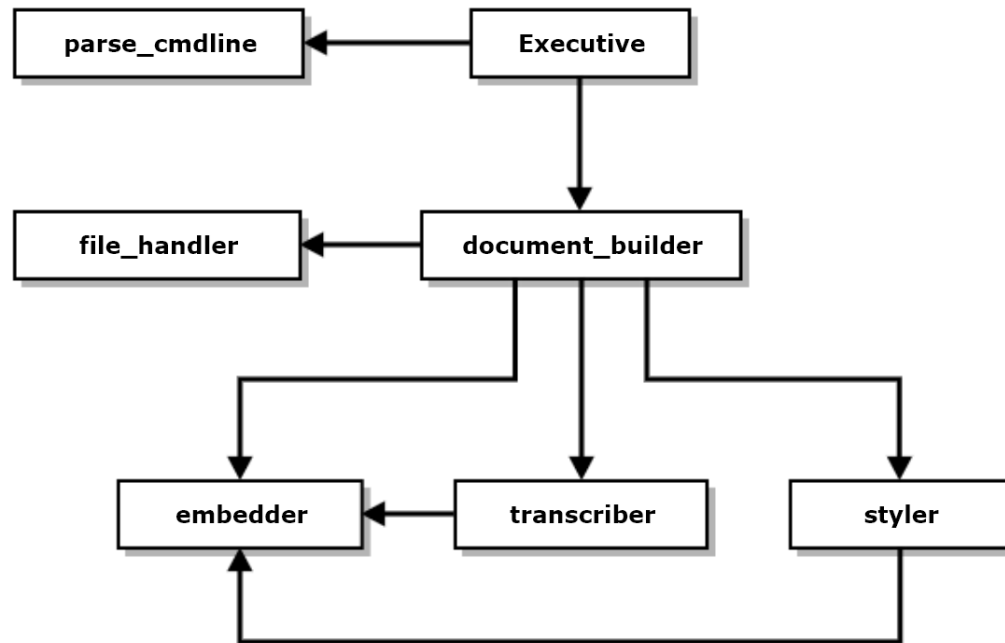 parse_cmdline
Executive
file_handler
document_builder
embedder
transcriber
styler